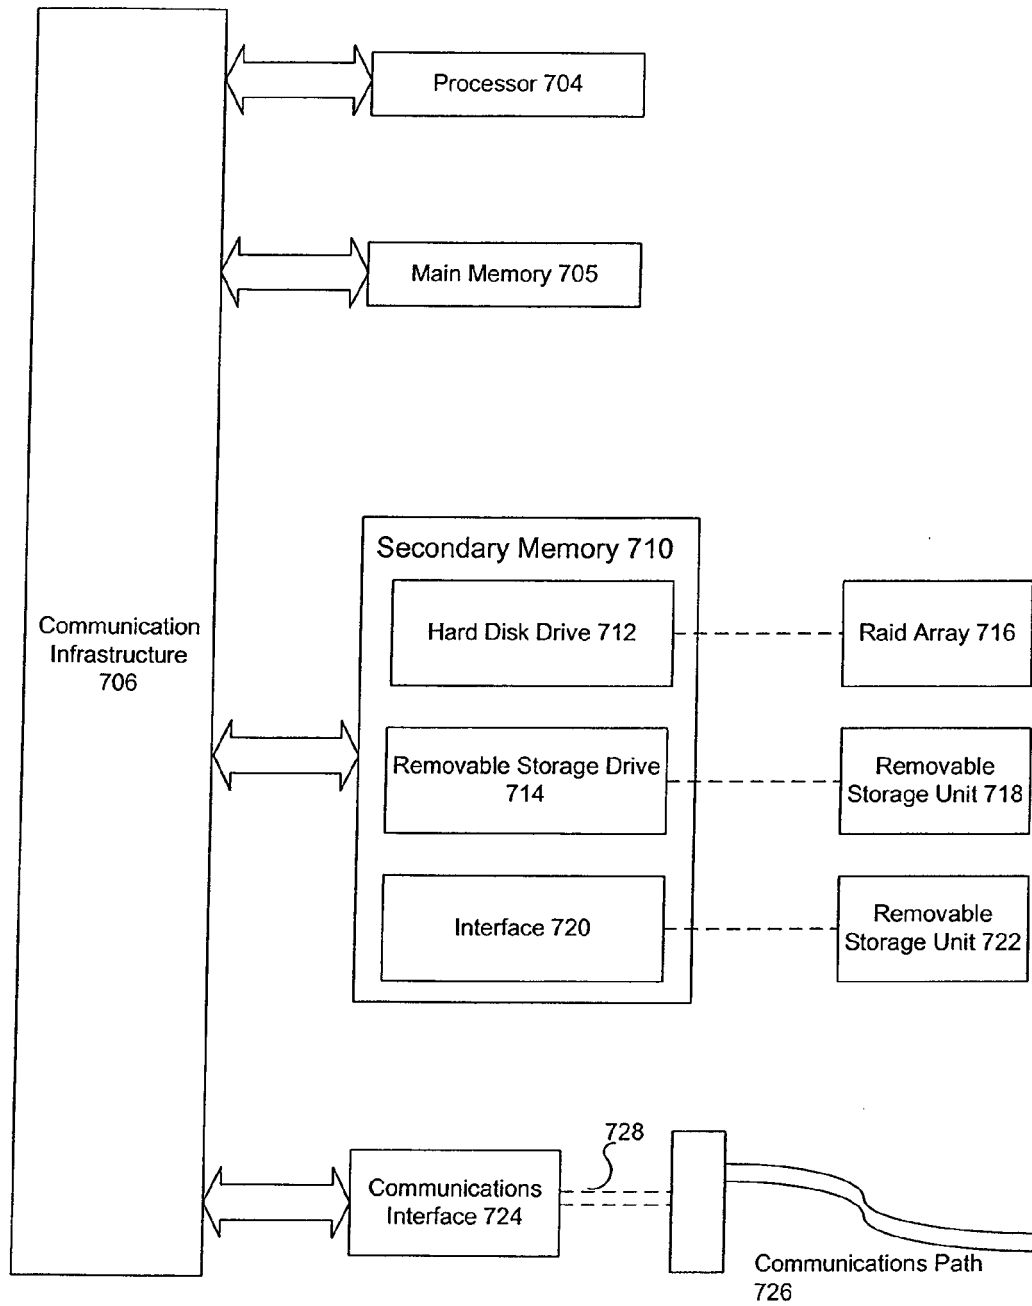 Processor 704
Main Memory 705
Secondary Memory 710
Communication
Infrastructure
706
Hard Disk Drive 712
Raid Array 716
Removable Storage Drive
714
Removable
Storage Unit 718
Interface 720
Removable
Storage Unit 722
728
Communications
Interface 724
Communications Path
726